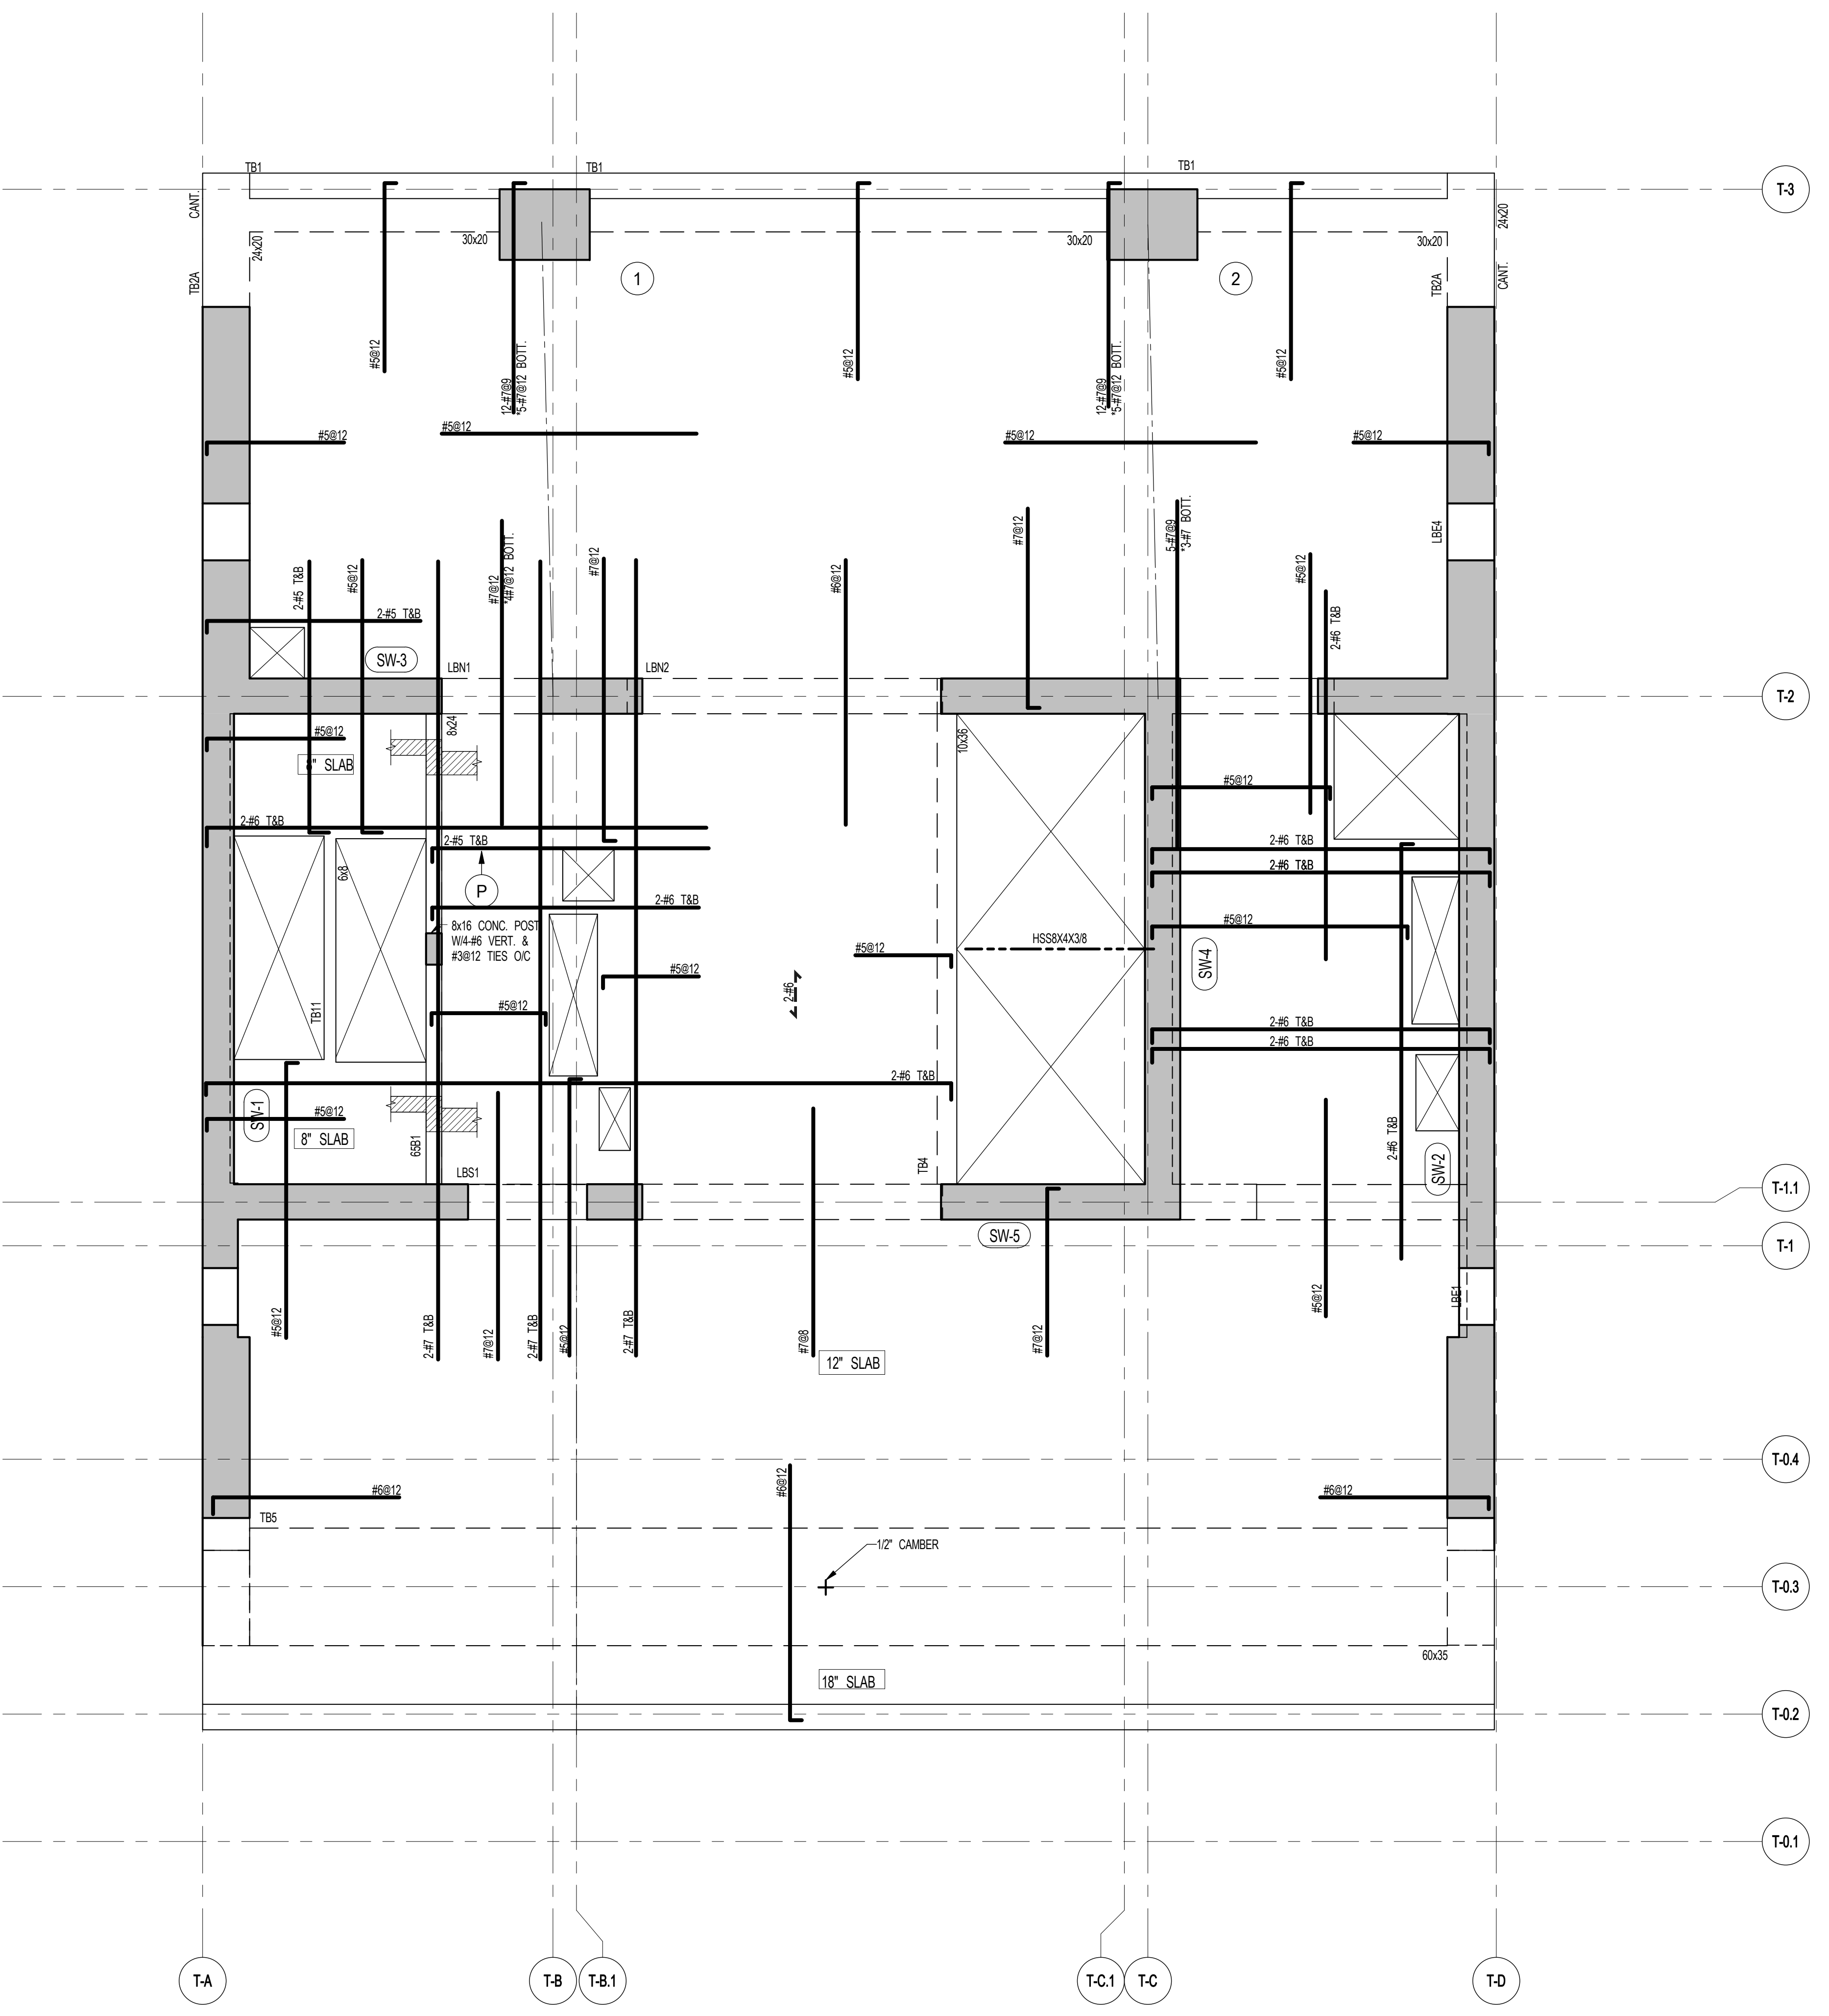 TB1
TB1
TB1
T-3
CANT.
24x20
24x20
30x20
30x20
30x20
TB2A
TB2A
CANT.
1
2
#5@12
12-#7@9
*5-#7@12 BOTT.
#5@12
12-#7@9
*5-#7@12 BOTT.
#5@12
#5@12
#5@12
#5@12
#5@12
LBE4
2-#5 T&B
#5@12
#7@12
*4#7@12 BOTT.
#7@12
#6@12
#7@12
5-#7@9
*3-#7 BOTT.
#5@12
2-#6 T&B
2-#5 T&B
SW-3
LBN1
LBN2
T-2
#5@12
8" SLAB
8x24
10x36
#5@12
2-#6 T&B
2-#5 T&B
2-#6 T&B
2-#6 T&B
6x8
P
2-#6 T&B
8x16 CONC. POST
W/4-#6 VERT. &
#3@12 TIES O/C
#5@12
#5@12
HSS8X4X3/8
SW-4
#5@12
2-#6
TB11
#5@12
2-#6 T&B
2-#6 T&B
2-#6 T&B
SW-1
#5@12
8" SLAB
65B1
LBS1
TB4
2-#6 T&B
SW-2
T-1.1
SW-5
T-1
#5@12
2-#7 T&B
#7@12
2-#7 T&B
#5@12
2-#7 T&B
#7@8
#7@12
#5@12
LBE1
12" SLAB
T-0.4
#6@12
#6@12
#6@12
TB5
1/2" CAMBER
T-0.3
60x35
18" SLAB
T-0.2
T-0.1
T-A
T-B
T-B.1
T-C.1
T-C
T-D